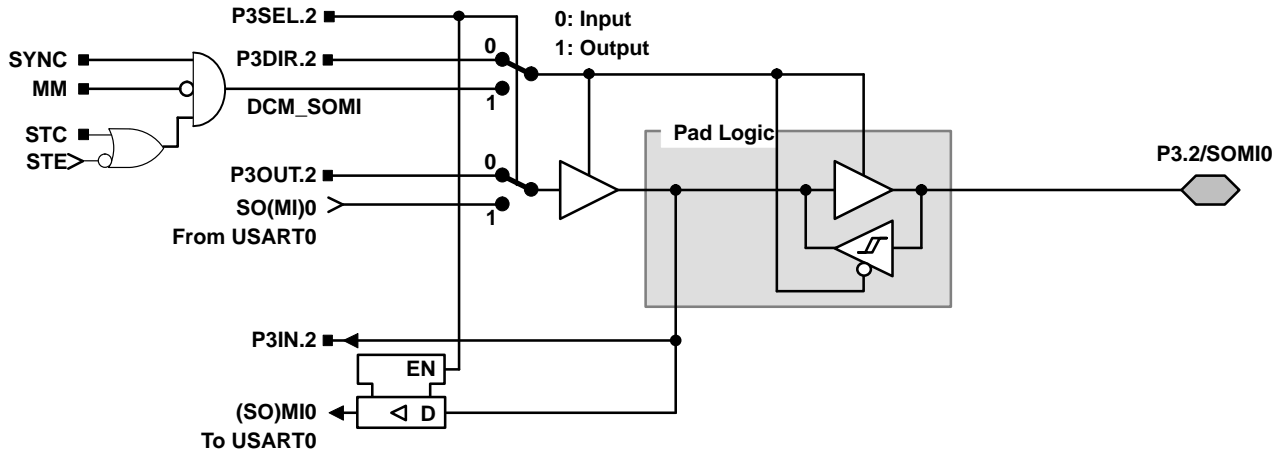 P3SEL.2
0: Input
1: Output
SYNC
P3DIR.2
0
MM
1
DCM_SOMI
STC
STE
Pad Logic
P3OUT.2
0
P3.2/SOMI0
SO(MI)0
1
From USART0
P3IN.2
EN
(SO)MI0
D
To USART0